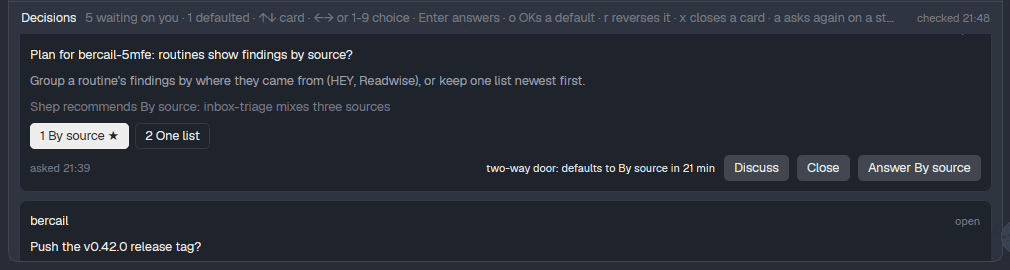 Decisions 5 waiting on you · 1 defaulted · ↑↓ card · ←→ or 1-9 choice · Enter answers · o OKs a default · r reverses it · x closes a card · a asks again on a st... checked 21:48
Plan for bercail-5mfe: routines show findings by source?
Group a routine's findings by where they came from (HEY, Readwise), or keep one list newest first.
Shep recommends By source: inbox-triage mixes three sources
1 By source ★ 2 One list
asked 21:39 two-way door: defaults to By source in 21 min Discuss Close Answer By source
bercail open
Push the v0.42.0 release tag?